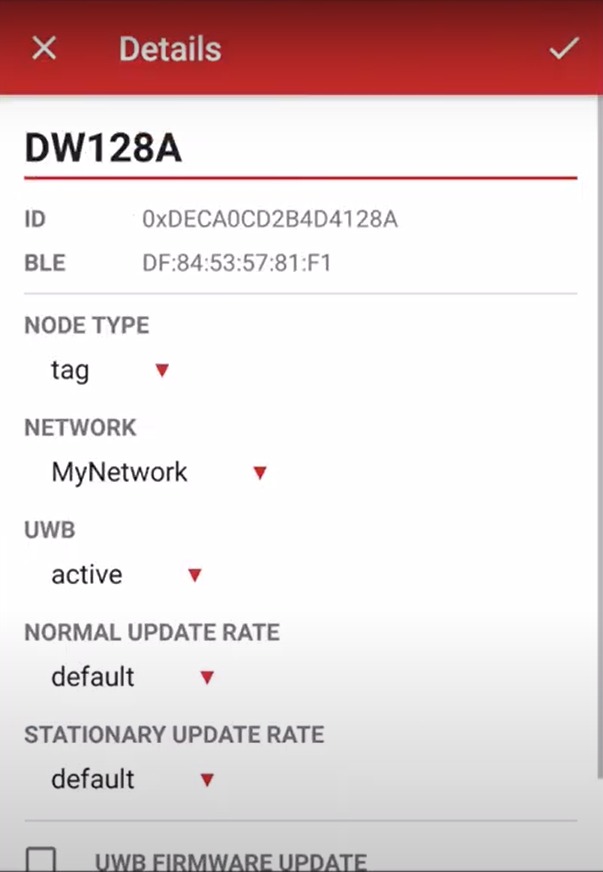 Details
DW128A
ID 0xDECA0CD2B4D4128A
BLE DF:84:53:57:81:F1
NODE TYPE
tag
NETWORK
MyNetwork
UWB
active
NORMAL UPDATE RATE
default
STATIONARY UPDATE RATE
default
UWB FIRMWARE UPDATE